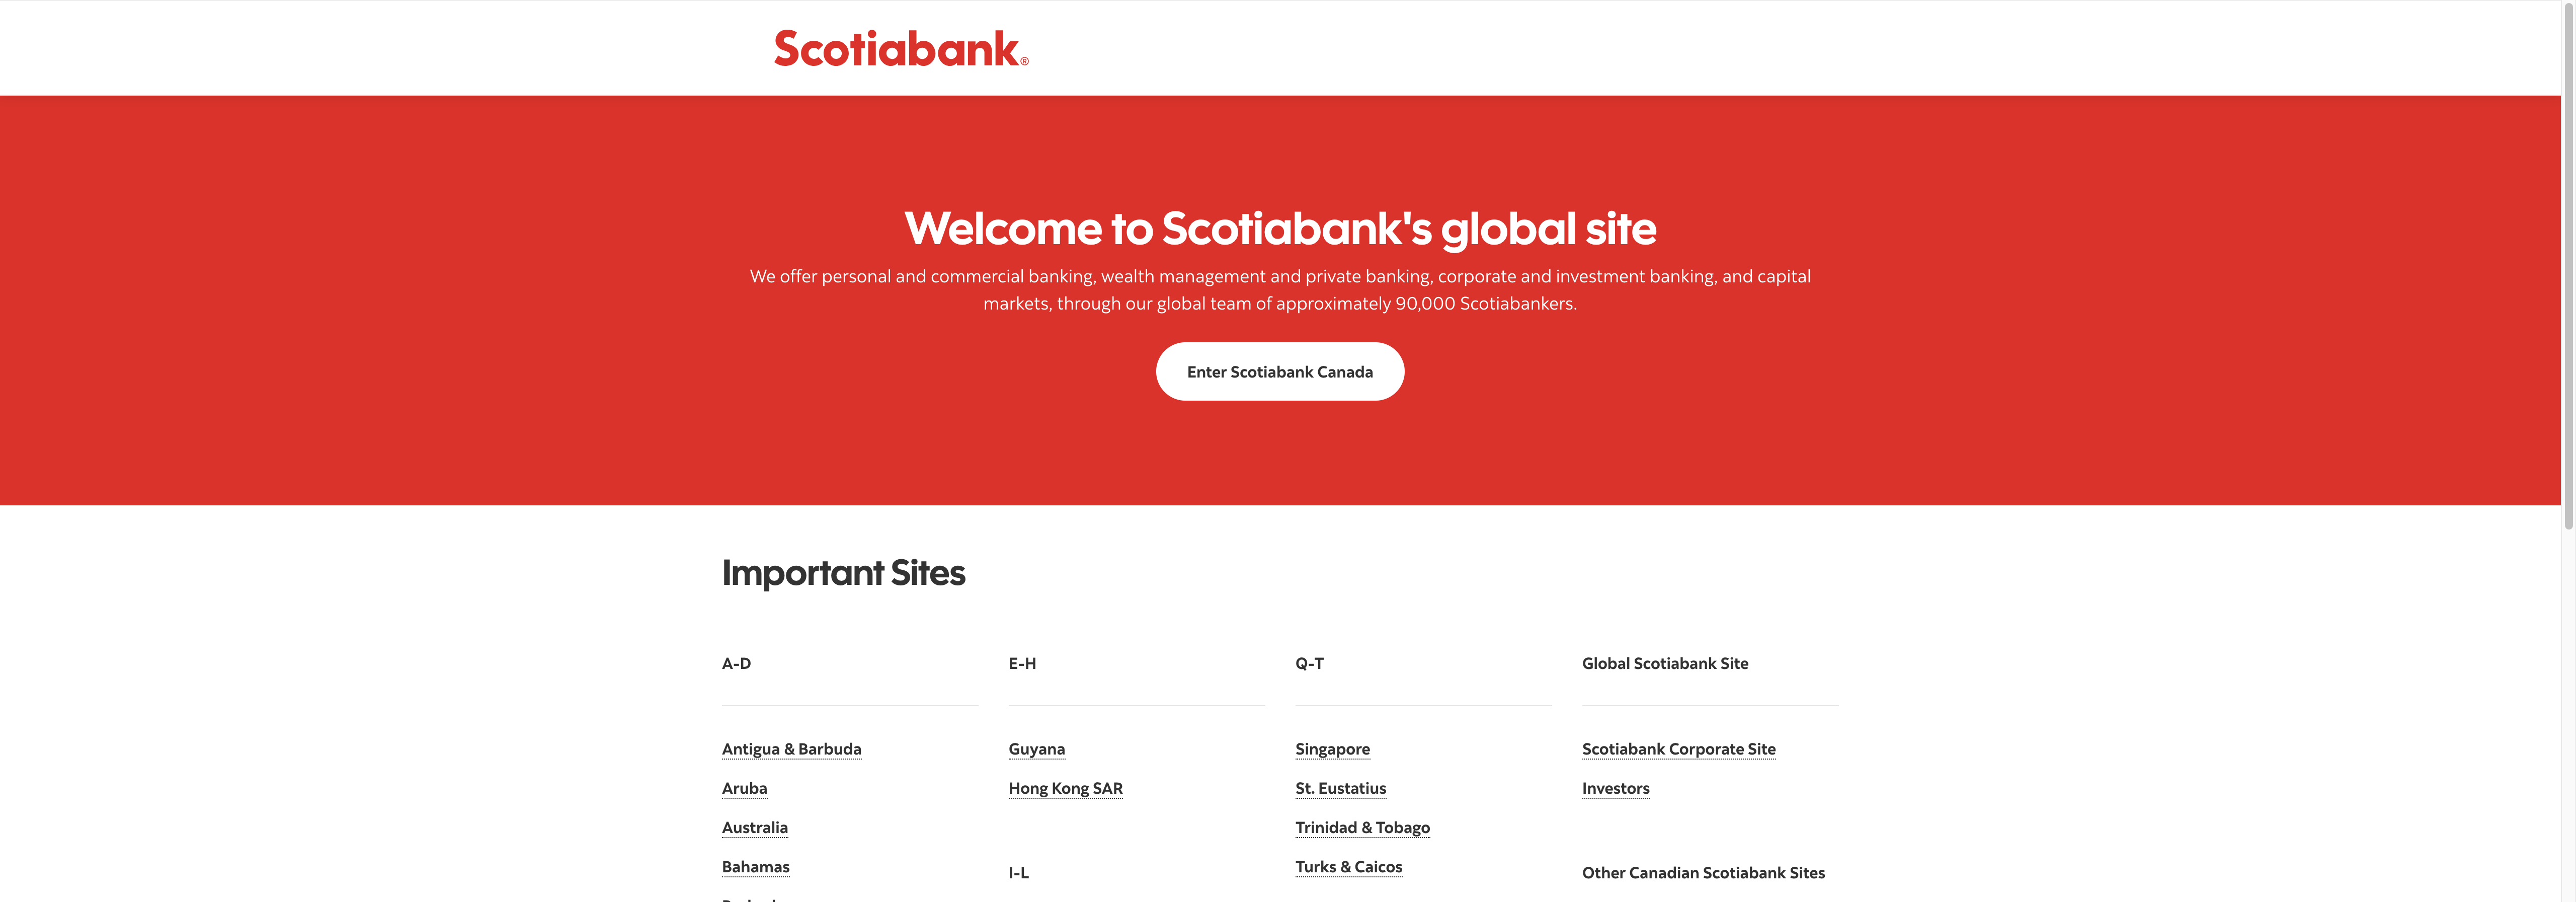 Scotiabank®
Welcome to Scotiabank's global site
We offer personal and commercial banking, wealth management and private banking, corporate and investment banking, and capital
markets, through our global team of approximately 90,000 Scotiabankers.
Enter Scotiabank Canada
Important Sites
A-D
Antigua & Barbuda
Aruba
Australia
Bahamas
E-H
Guyana
Hong Kong SAR
I-L
Q-T
Singapore
St. Eustatius
Trinidad & Tobago
Turks & Caicos
Global Scotiabank Site
Scotiabank Corporate Site
Investors
Other Canadian Scotiabank Sites